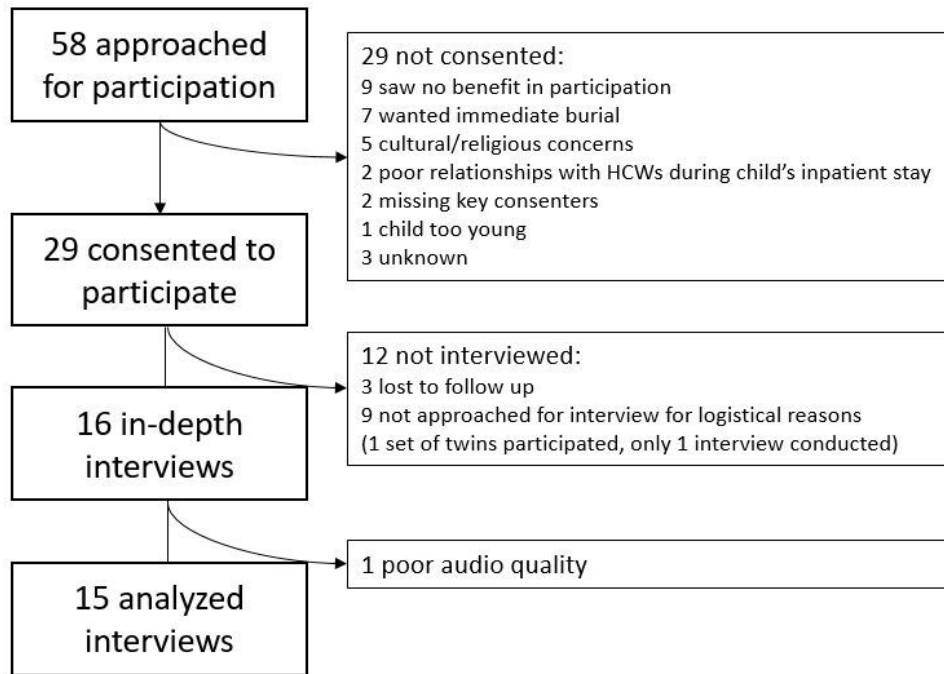 58 approached
for participation
29 not consented:
9 saw no benefit in participation
7 wanted immediate burial
5 cultural/religious concerns
2 poor relationships with HCWs during child’s inpatient stay
2 missing key consenters
1 child too young
3 unknown
29 consented to
participate
12 not interviewed:
3 lost to follow up
9 not approached for interview for logistical reasons
(1 set of twins participated, only 1 interview conducted)
16 in-depth
interviews
1 poor audio quality
15 analyzed
interviews